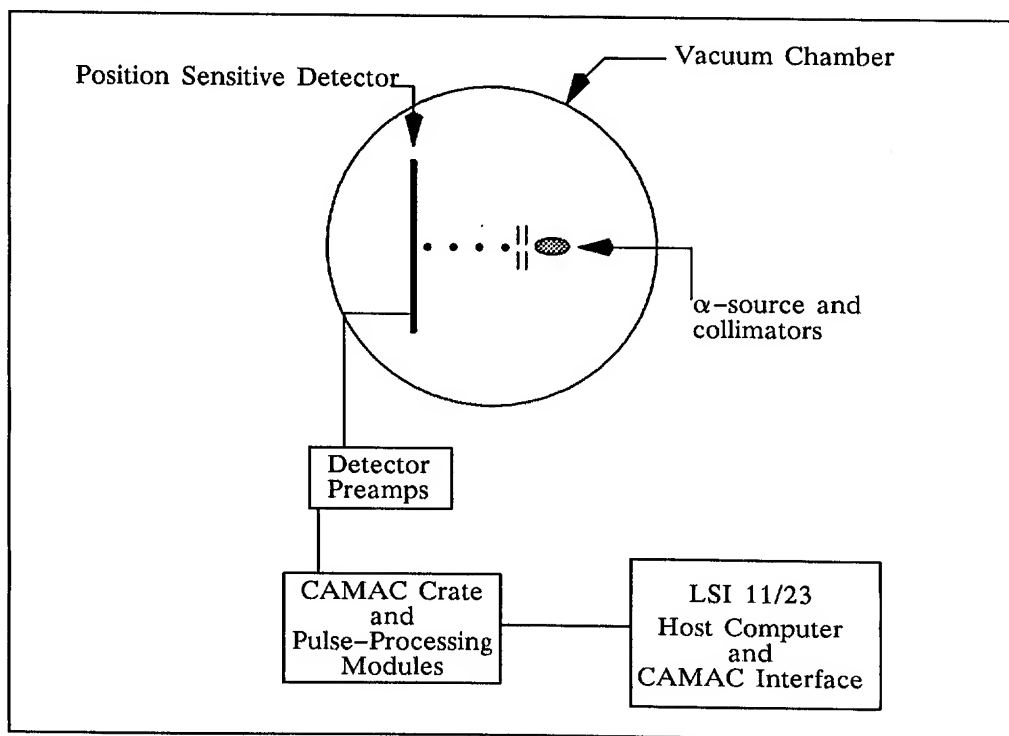 Position Sensitive Detector
Vacuum Chamber
α-source and
collimators
Detector
Preamps
CAMAC Crate
and
Pulse-Processing
Modules
LSI 11/23
Host Computer
and
CAMAC Interface